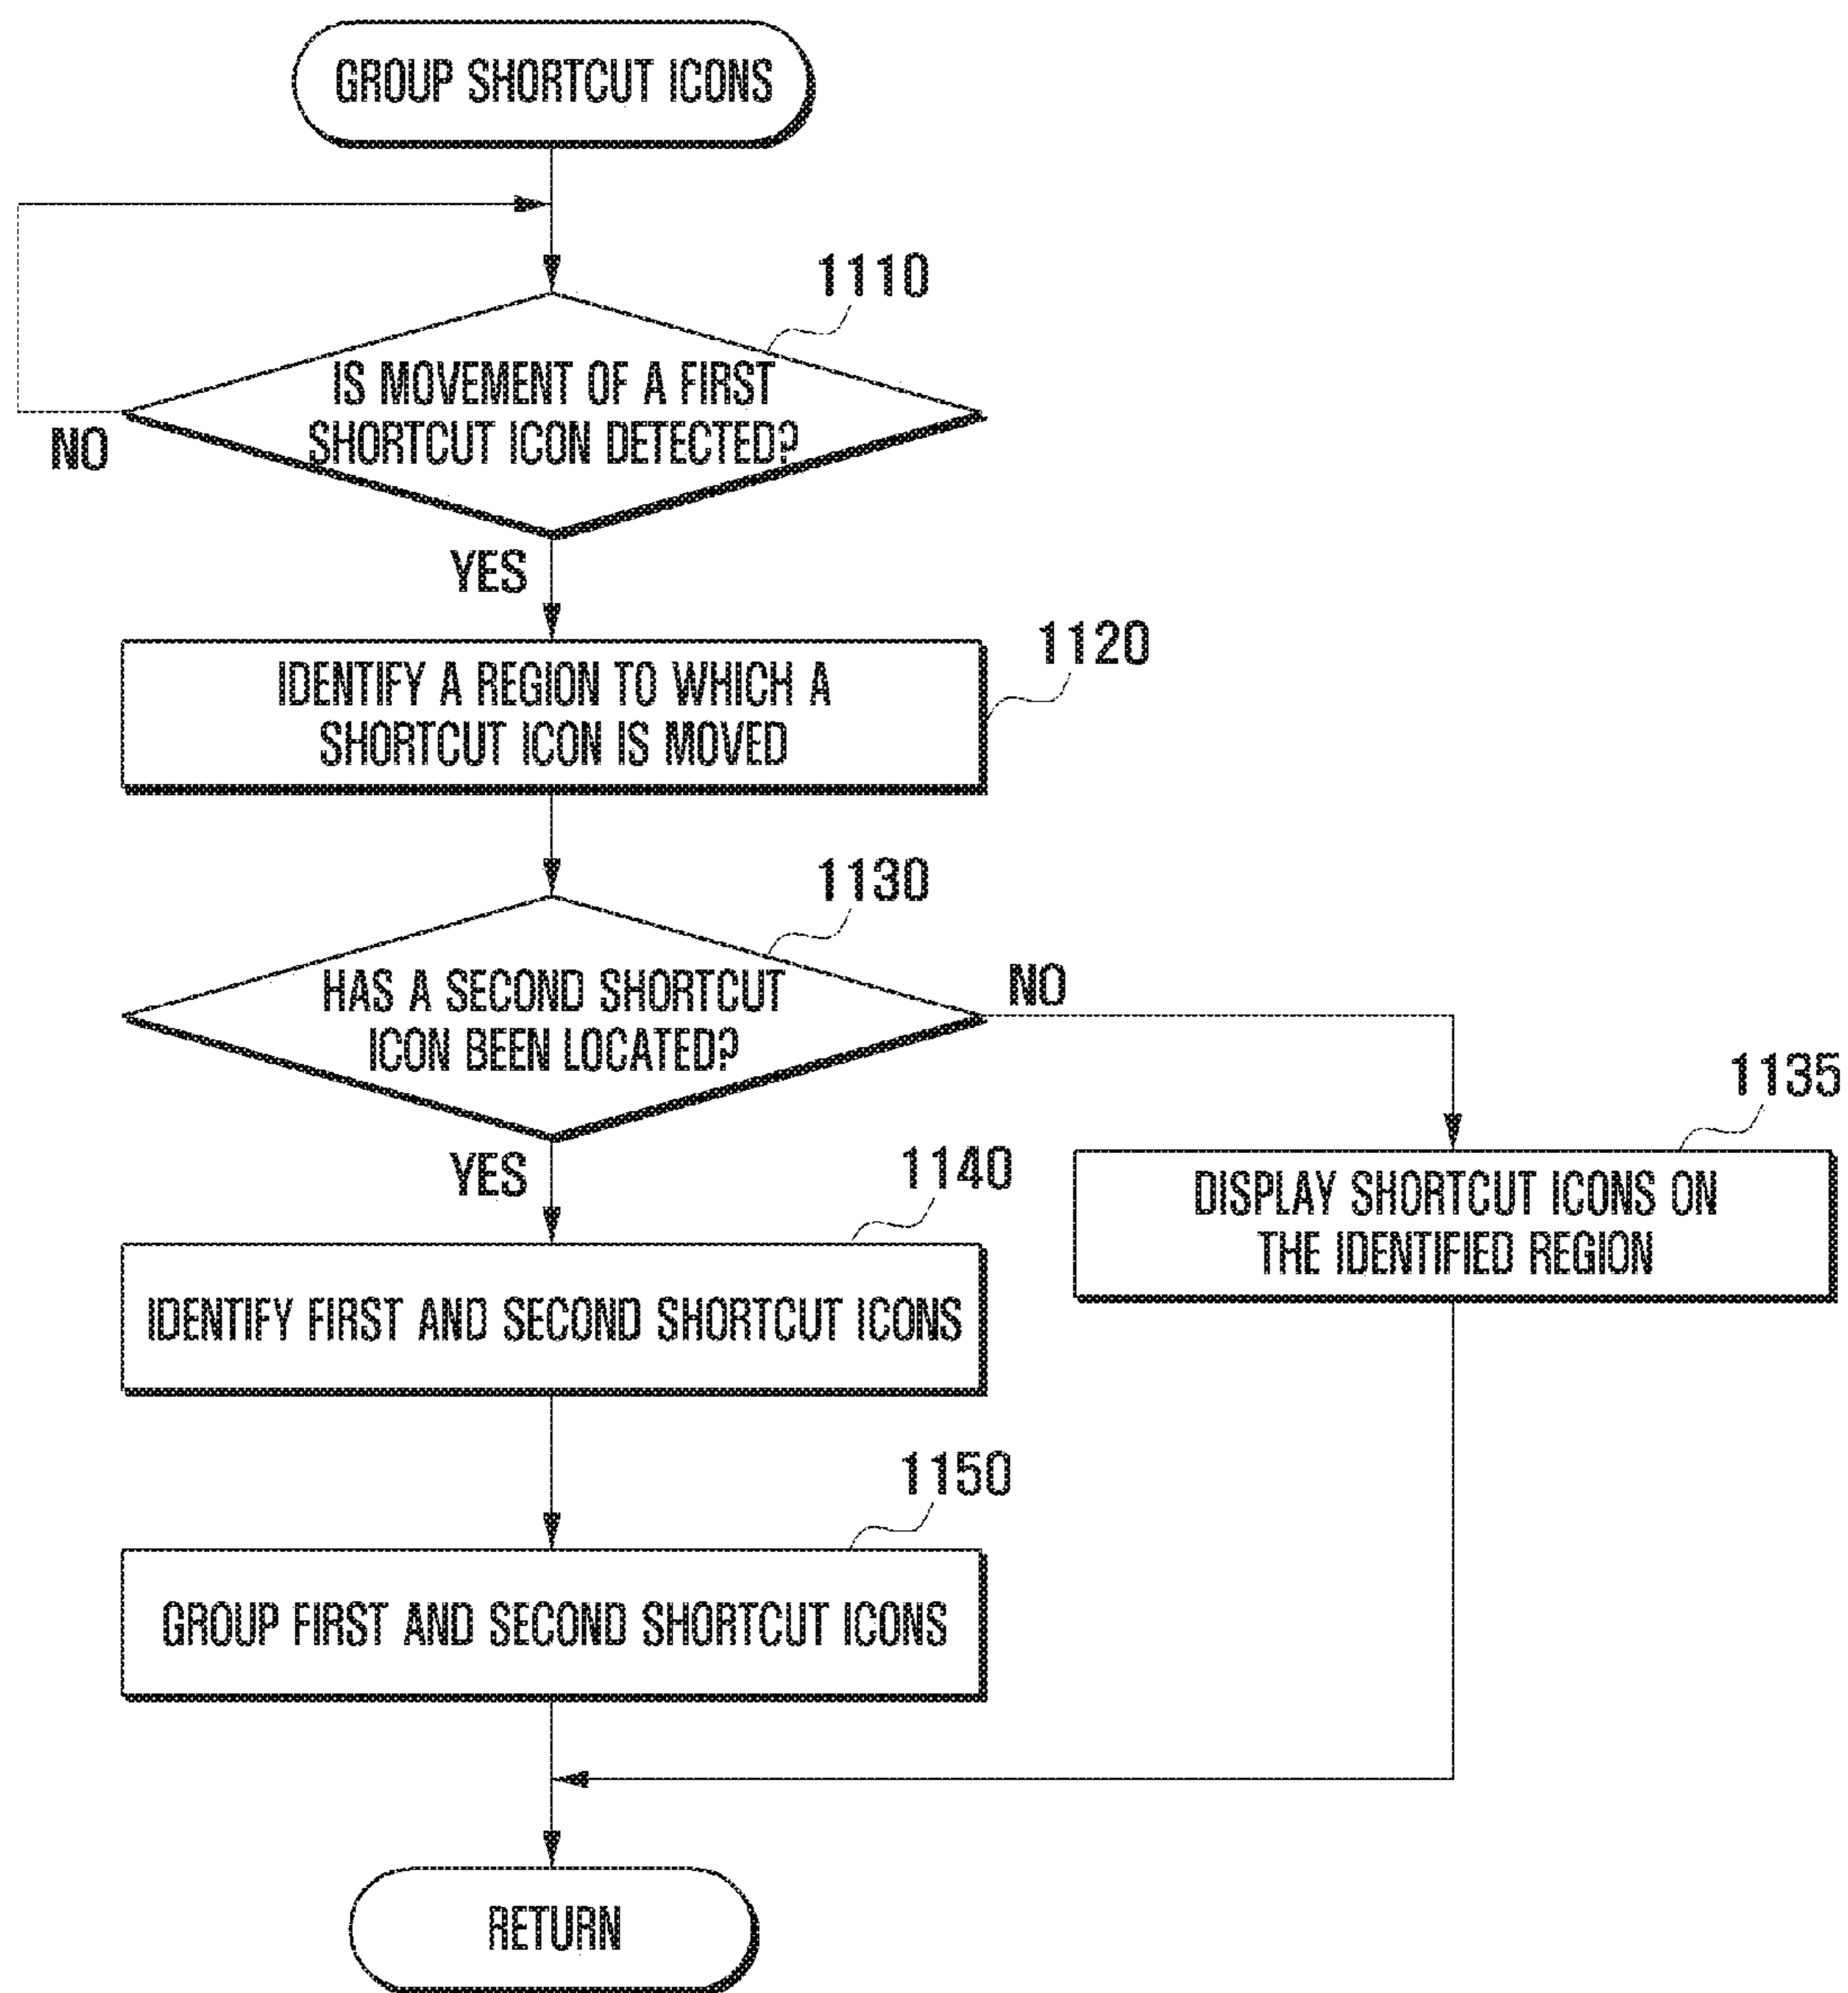 GROUP SHORTCUT ICONS
1110
IS MOVEMENT OF A FIRST
SHORTCUT ICON DETECTED?
NO
YES
1120
IDENTIFY A REGION TO WHICH A
SHORTCUT ICON IS MOVED
1130
HAS A SECOND SHORTCUT
ICON BEEN LOCATED?
NO
YES
1135
DISPLAY SHORTCUT ICONS ON
THE IDENTIFIED REGION
1140
IDENTIFY FIRST AND SECOND SHORTCUT ICONS
1150
GROUP FIRST AND SECOND SHORTCUT ICONS
RETURN